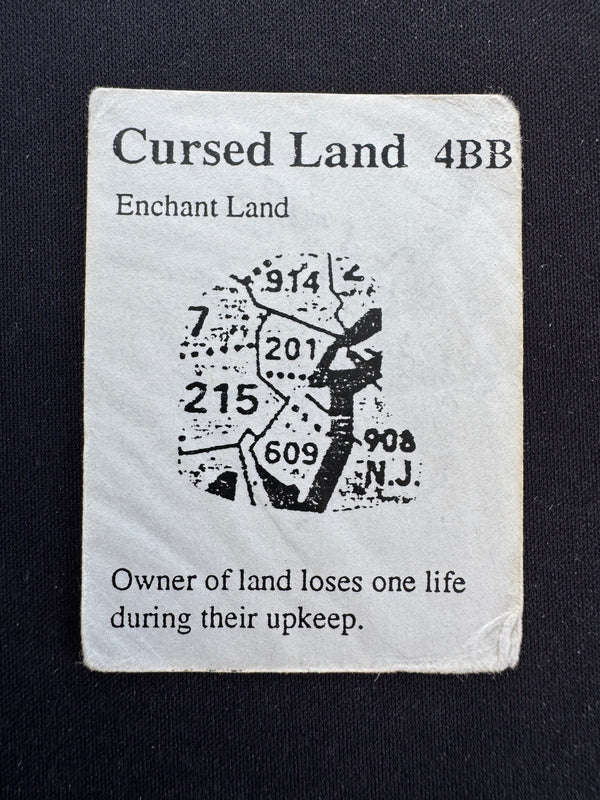 Cursed Land 4BB
Enchant Land
914
7
201
215
609
908
N.J.
Owner of land loses one life
during their upkeep.